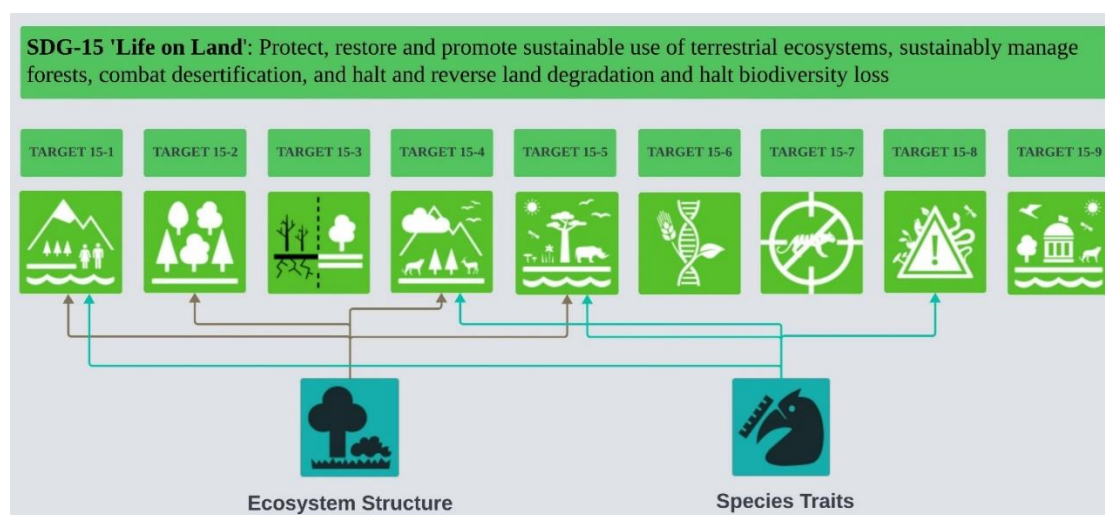 SDG-15 'Life on Land': Protect, restore and promote sustainable use of terrestrial ecosystems, sustainably manage
forests, combat desertification, and halt and reverse land degradation and halt biodiversity loss
TARGET 15-1 TARGET 15-2 TARGET 15-3 TARGET 15-4 TARGET 15-5 TARGET 15-6 TARGET 15-7 TARGET 15-8 TARGET 15-9
Ecosystem Structure Species Traits